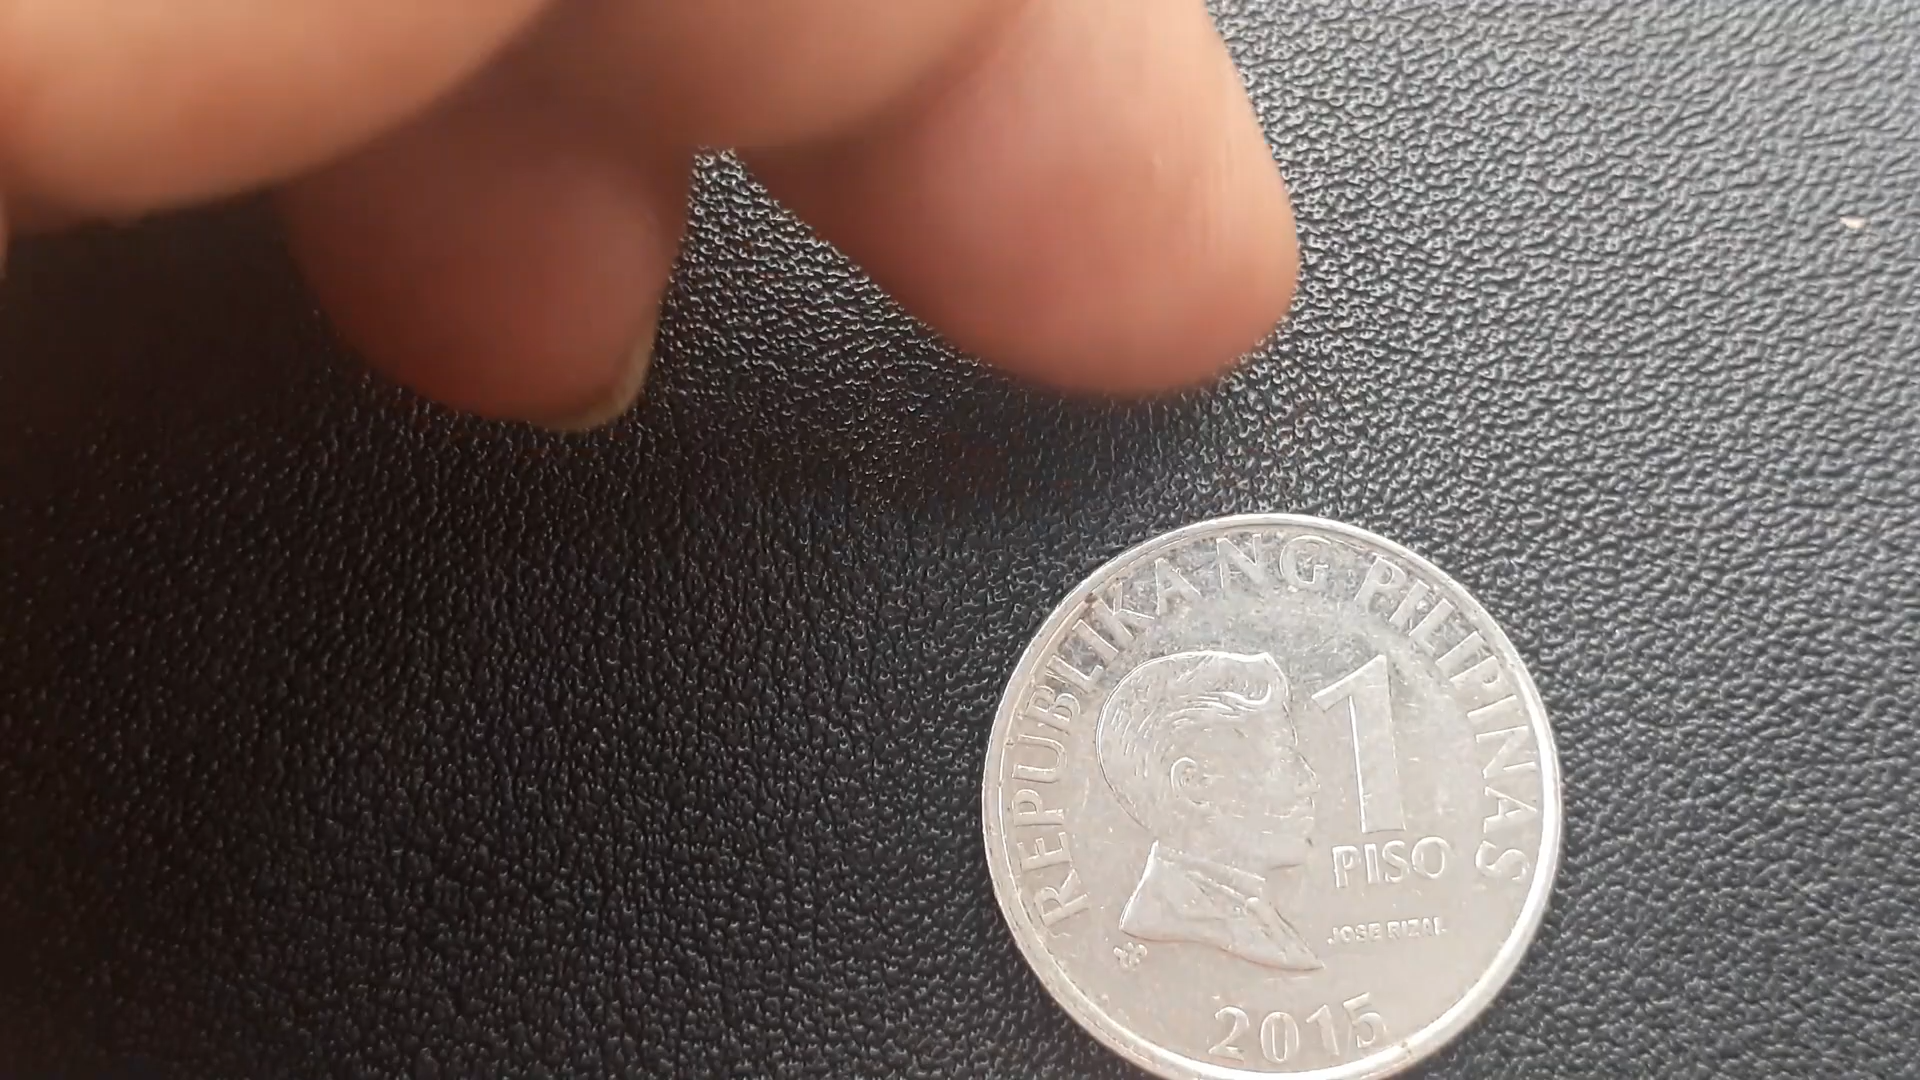 REPUBLIKA NG PILIPINAS
1
PISO
JOSE RIZAL
2015